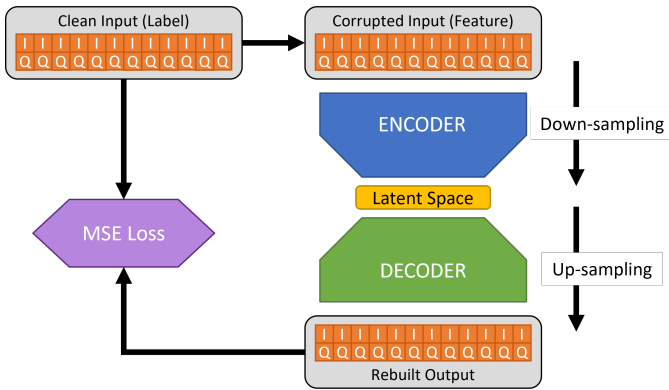 Clean Input (Label)
I I I I I I I I I I I I
Q Q Q Q Q Q Q Q Q Q Q Q
Corrupted Input (Feature)
I I I I I I I I I I I I
Q Q Q Q Q Q Q Q Q Q Q Q
ENCODER
Down-sampling
Latent Space
MSE Loss
DECODER
Up-sampling
I I I I I I I I I I I I
Q Q Q Q Q Q Q Q Q Q Q Q
Rebuilt Output